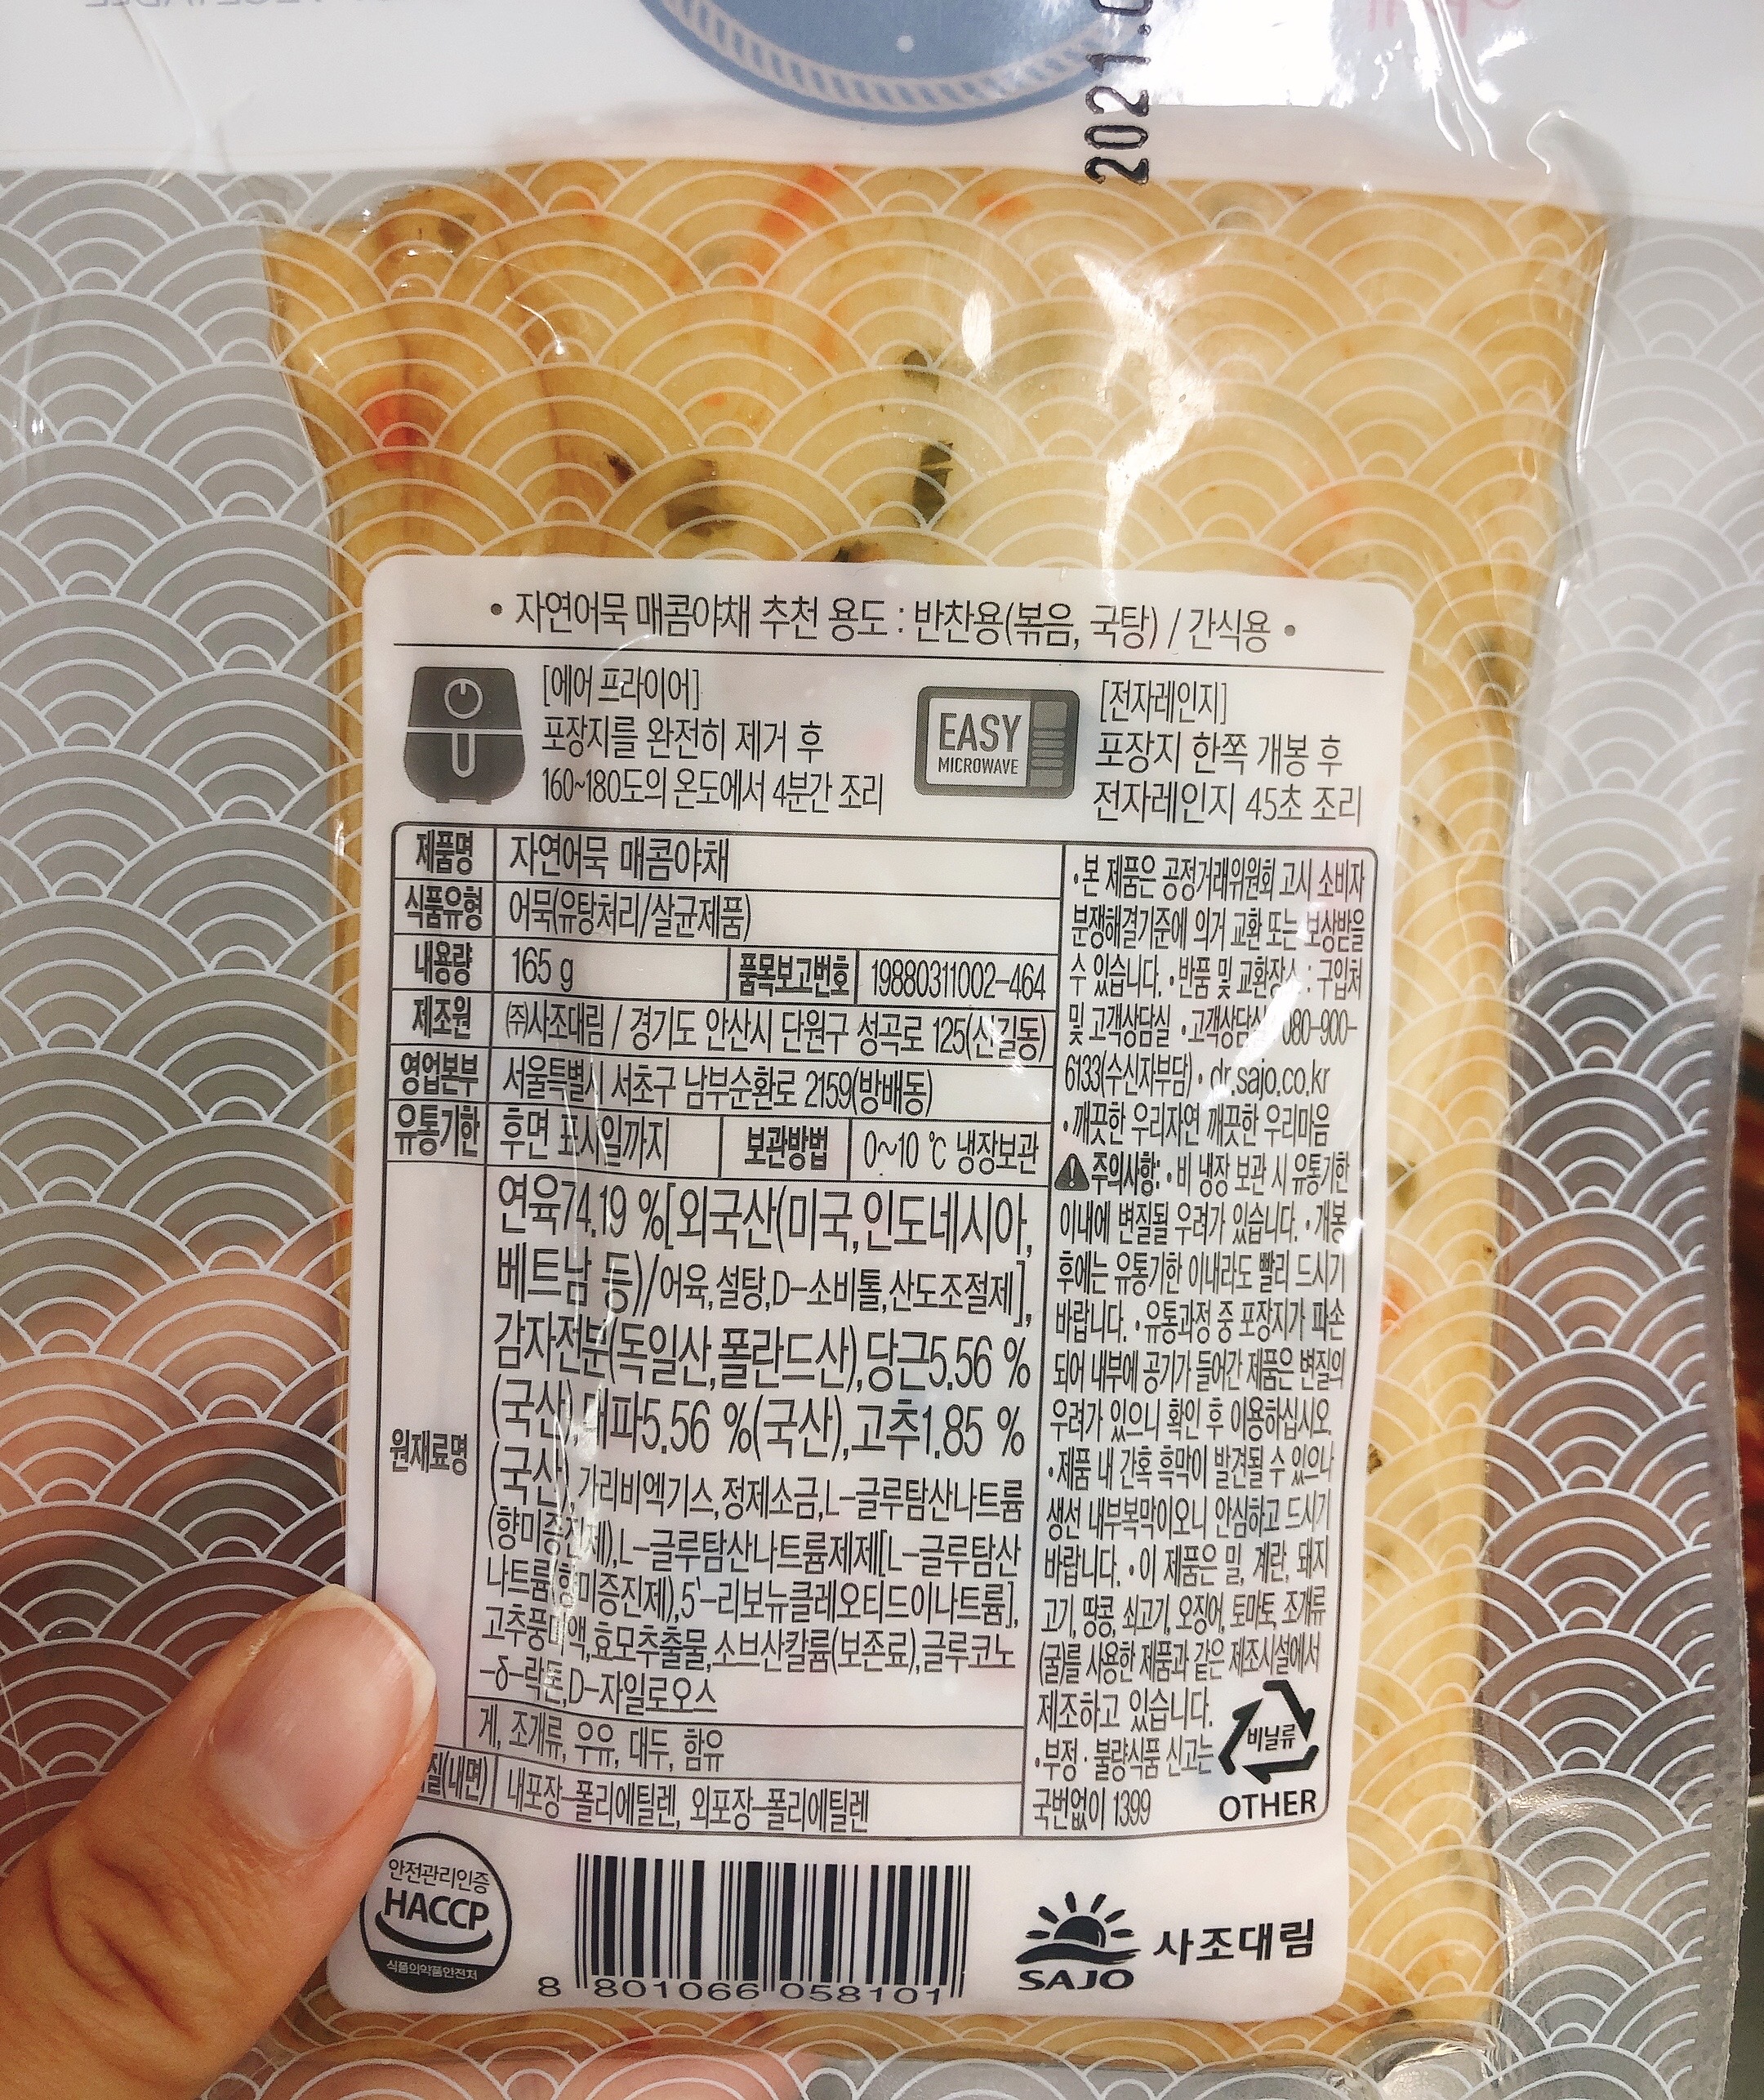 2021.0
• 자연어묵 매콤야채 추천 용도 : 반찬용(볶음, 국탕) / 간식용 •
[에어 프라이어]
포장지를 완전히 제거 후
160~180도의 온도에서 4분간 조리
EASY
MICROWAVE
[전자레인지]
포장지 한쪽 개봉 후
전자레인지 45초 조리
제품명 자연어묵 매콤야채
식품유형 어묵(유탕처리/살균제품)
내용량 165 g 품목보고번호 19880311002-464
제조원 ㈜사조대림 / 경기도 안산시 단원구 성곡로 125(신길동)
영업본부 서울특별시 서초구 남부순환로 2159(방배동)
유통기한 후면 표시일까지 보관방법 0~10 ℃ 냉장보관
원재료명
연육74.19 %[외국산(미국,인도네시아,
베트남 등)/어육,설탕,D-소비톨,산도조절제],
감자전분(독일산,폴란드산),당근5.56 %
(국산),대파5.56 %(국산),고추1.85 %
(국산),가리비엑기스,정제소금,L-글루탐산나트륨
(향미증진제),L-글루탐산나트륨제제[L-글루탐산
나트륨(향미증진제),5'-리보뉴클레오티드이나트륨],
고추풍미액,효모추출물,소브산칼륨(보존료),글루코노
-δ-락톤,D-자일로오스
게, 조개류, 우유, 대두, 함유
질(내면) 내포장-폴리에틸렌, 외포장-폴리에틸렌
•본 제품은 공정거래위원회 고시 소비자
분쟁해결기준에 의거 교환 또는 보상받을
수 있습니다. •반품 및 교환장소 : 구입처
및 고객상담실 •고객상담실 080-900-
6133(수신자부담) • dr.sajo.co.kr
•깨끗한 우리자연 깨끗한 우리마음
주의사항: •비 냉장 보관 시 유통기한
이내에 변질될 우려가 있습니다. •개봉
후에는 유통기한 이내라도 빨리 드시기
바랍니다. •유통과정 중 포장지가 파손
되어 내부에 공기가 들어간 제품은 변질의
우려가 있으니 확인 후 이용하십시오.
•제품 내 간혹 흑막이 발견될 수 있으나
생선 내부복막이오니 안심하고 드시기
바랍니다. •이 제품은 밀, 계란, 돼지
고기, 땅콩, 쇠고기, 오징어, 토마토, 조개류
(굴)를 사용한 제품과 같은 제조시설에서
제조하고 있습니다.
•부정·불량식품 신고는
국번없이 1399
비닐류
OTHER
안전관리인증
HACCP
식품의약품안전처
8 801066 058101
SAJO
사조대림